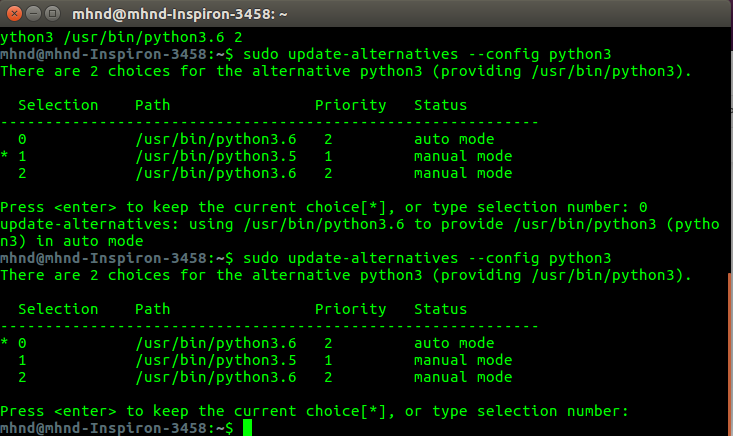 mhnd@mhnd-Inspiron-3458: ~
ython3 /usr/bin/python3.6 2
mhnd@mhnd-Inspiron-3458:~$ sudo update-alternatives --config python3
There are 2 choices for the alternative python3 (providing /usr/bin/python3).
Selection Path Priority Status
------------------------------------------------------------
0 /usr/bin/python3.6 2 auto mode
* 1 /usr/bin/python3.5 1 manual mode
2 /usr/bin/python3.6 2 manual mode
Press <enter> to keep the current choice[*], or type selection number: 0
update-alternatives: using /usr/bin/python3.6 to provide /usr/bin/python3 (pytho
n3) in auto mode
mhnd@mhnd-Inspiron-3458:~$ sudo update-alternatives --config python3
There are 2 choices for the alternative python3 (providing /usr/bin/python3).
Selection Path Priority Status
------------------------------------------------------------
* 0 /usr/bin/python3.6 2 auto mode
1 /usr/bin/python3.5 1 manual mode
2 /usr/bin/python3.6 2 manual mode
Press <enter> to keep the current choice[*], or type selection number:
mhnd@mhnd-Inspiron-3458:~$